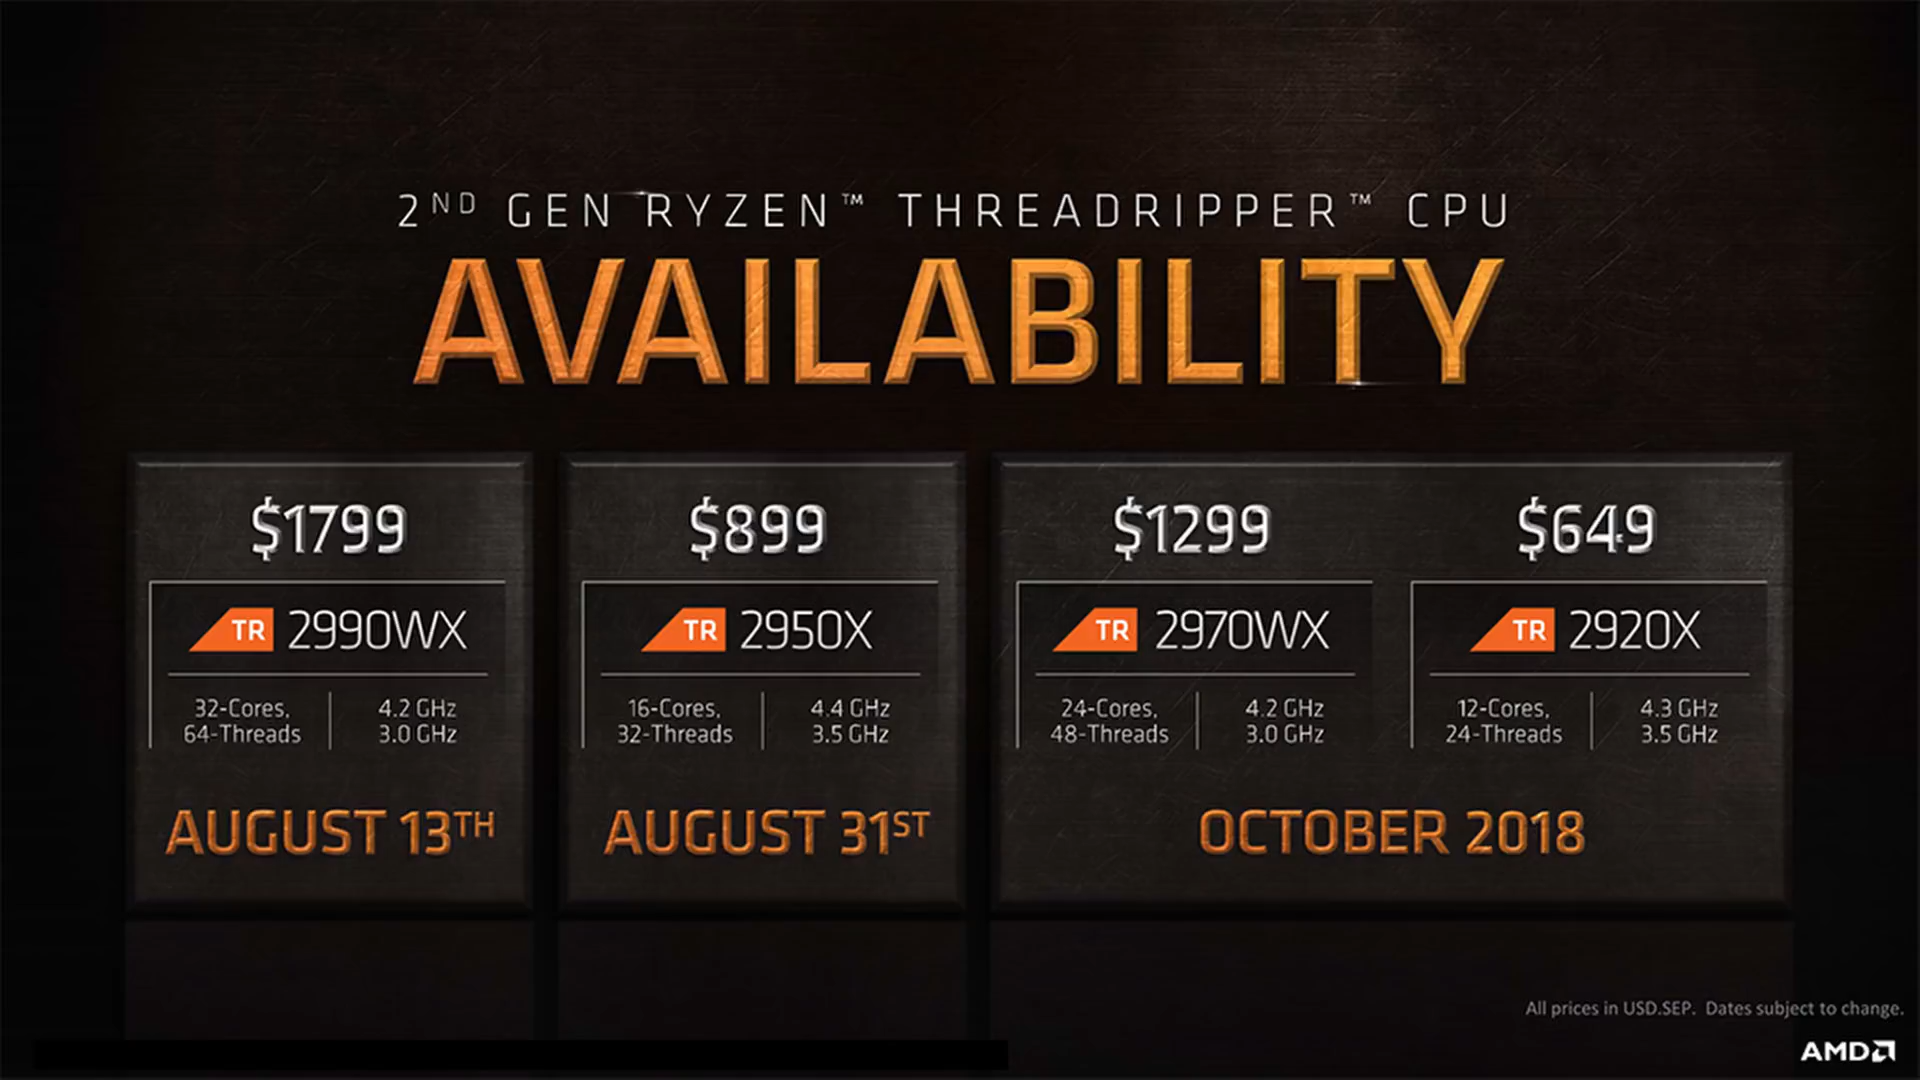 2ND GEN RYZEN™ THREADRIPPER™ CPU
AVAILABILITY
$1799
TR 2990WX
32-Cores,
64-Threads
4.2 GHz
3.0 GHz
AUGUST 13TH
$899
TR 2950X
16-Cores,
32-Threads
4.4 GHz
3.5 GHz
AUGUST 31ST
$1299
TR 2970WX
24-Cores,
48-Threads
4.2 GHz
3.0 GHz
$649
TR 2920X
12-Cores,
24-Threads
4.3 GHz
3.5 GHz
OCTOBER 2018
All prices in USD.SEP. Dates subject to change.
AMD